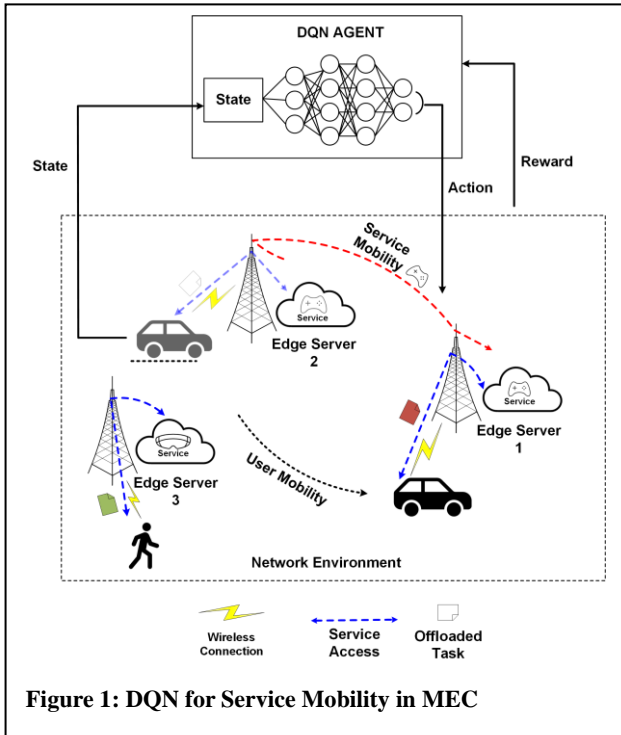 DQN AGENT
State
State
Action
Reward
Service
Mobility
Service
Edge Server
2
Service
Edge Server
1
Service
Edge Server
3
User Mobility
Network Environment
Wireless
Connection
Service
Access
Offloaded
Task
Figure 1: DQN for Service Mobility in MEC